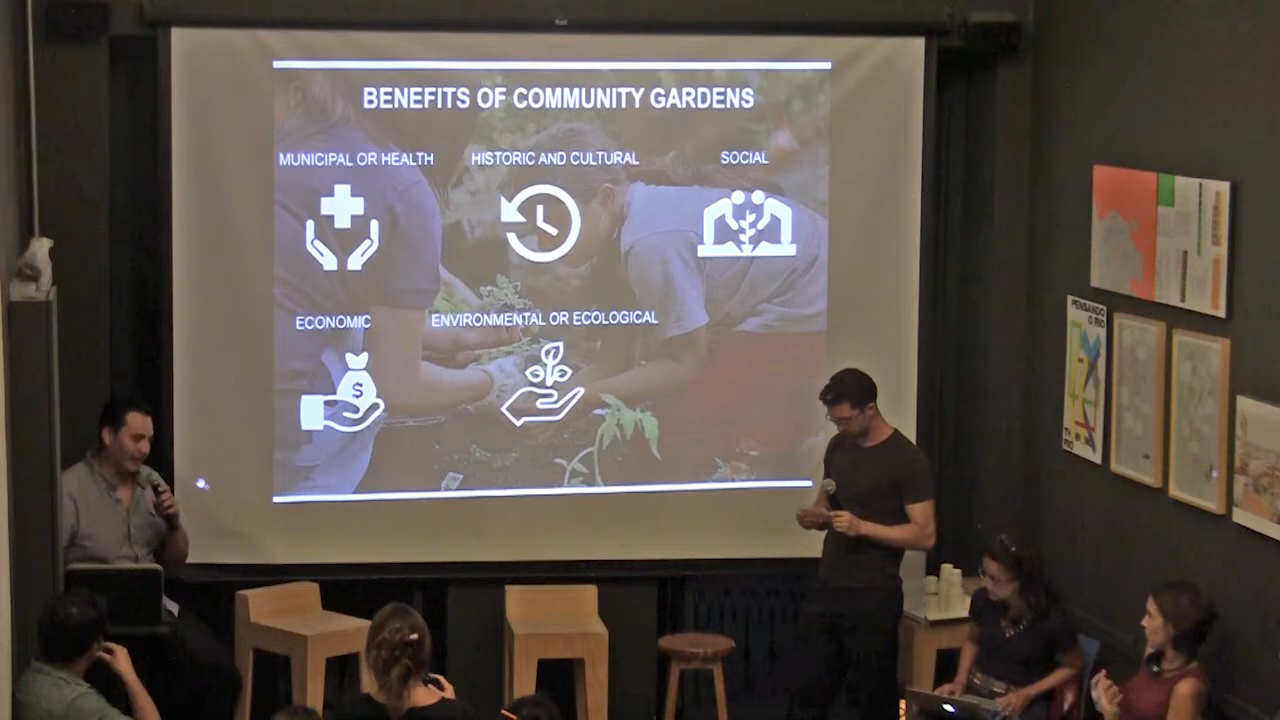 BENEFITS OF COMMUNITY GARDENS
MUNICIPAL OR HEALTH
HISTORIC AND CULTURAL
SOCIAL
ECONOMIC
$
ENVIRONMENTAL OR ECOLOGICAL
PENSANDO
O RIO